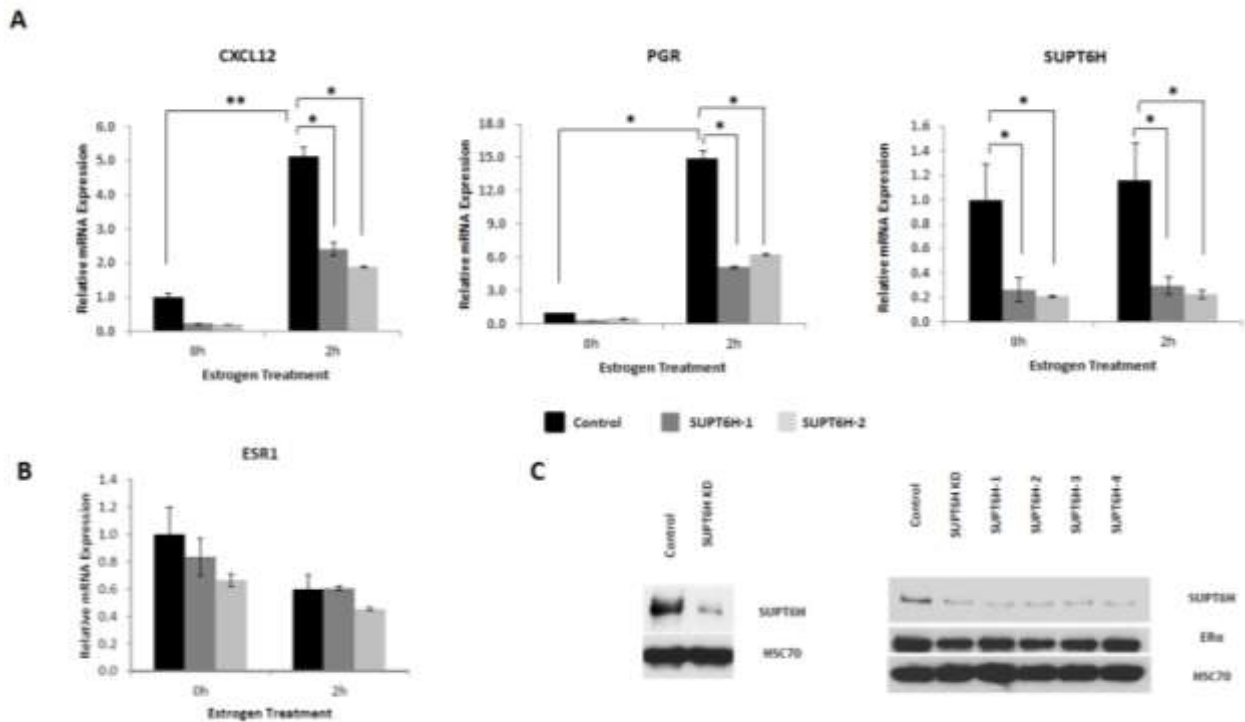 A
CXCL12
PGR
SUPT6H
**
*
*
*
*
*
*
*
*
*
Relative mRNA Expression
6.0
5.0
4.0
3.0
2.0
1.0
0.0
0h
2h
Estrogen Treatment
Relative mRNA Expression
18.0
15.0
12.0
9.0
6.0
3.0
0.0
0h
2h
Estrogen Treatment
Relative mRNA Expression
1.6
1.4
1.2
1.0
0.8
0.6
0.4
0.2
0
0h
2h
Estrogen Treatment
Control
SUPT6H-1
SUPT6H-2
B
ESR1
Relative mRNA Expression
1.4
1.2
1.0
0.8
0.6
0.4
0.2
0
0h
2h
Estrogen Treatment
C
Control
SUPT6H KD
SUPT6H
HSC70
Control
SUPT6H KD
SUPT6H-1
SUPT6H-2
SUPT6H-3
SUPT6H-4
SUPT6H
ERα
HSC70